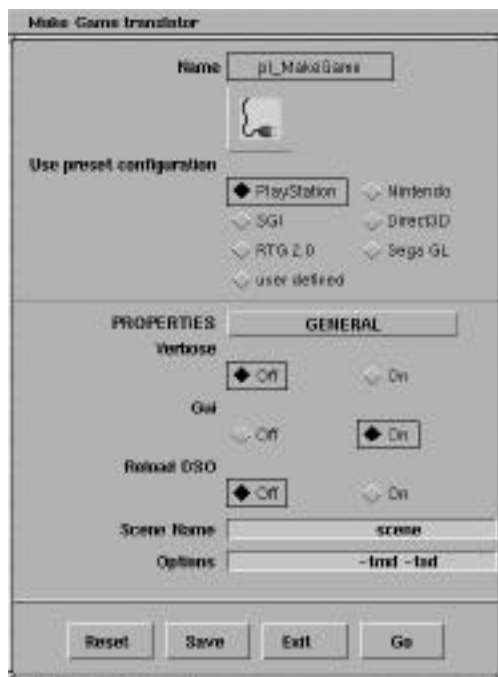 Make Game translator
Name pl_MakeGame
Use preset configuration
PlayStation Nintendo
SGI Direct3D
RTG 2.0 Sega GL
user defined
PROPERTIES GENERAL
Verbose
Off On
Gui
Off On
Reload DSO
Off On
Scene Name scene
Options -tmd -tad
Reset Save Exit Go